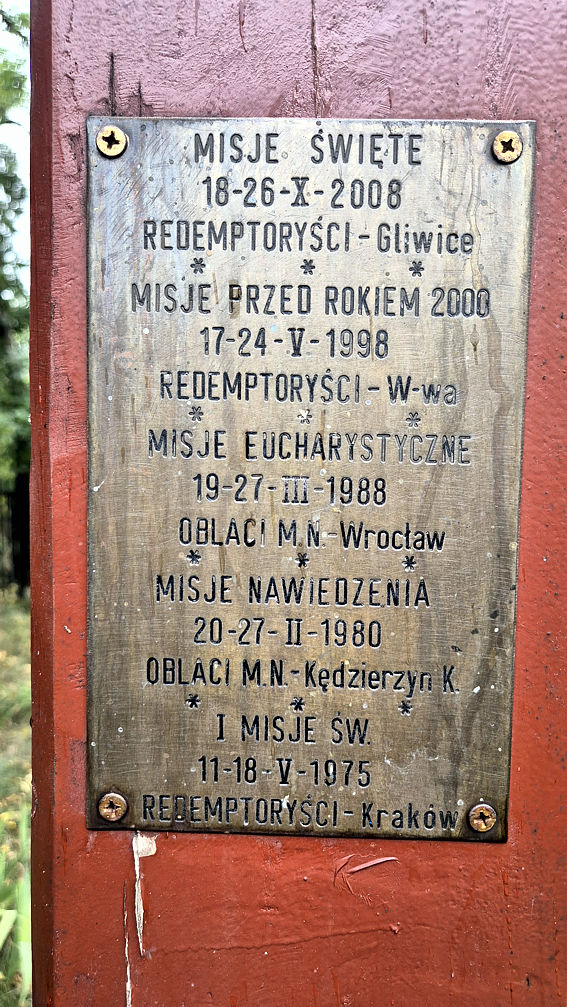 MISJE ŚWIĘTE
18-26-X-2008
REDEMPTORYŚCI-Gliwice
* * *
MISJE PRZED ROKIEM 2000
17-24-V-1998
REDEMPTORYŚCI-W-wa
* * *
MISJE EUCHARYSTYCZNE
19-27-III-1988
OBLACI M.N.-Wrocław
* * *
MISJE NAWIEDZENIA
20-27-II-1980
OBLACI M.N.-Kędzierzyn K.
* * *
I MISJE ŚW.
11-18-V-1975
REDEMPTORYŚCI-Kraków